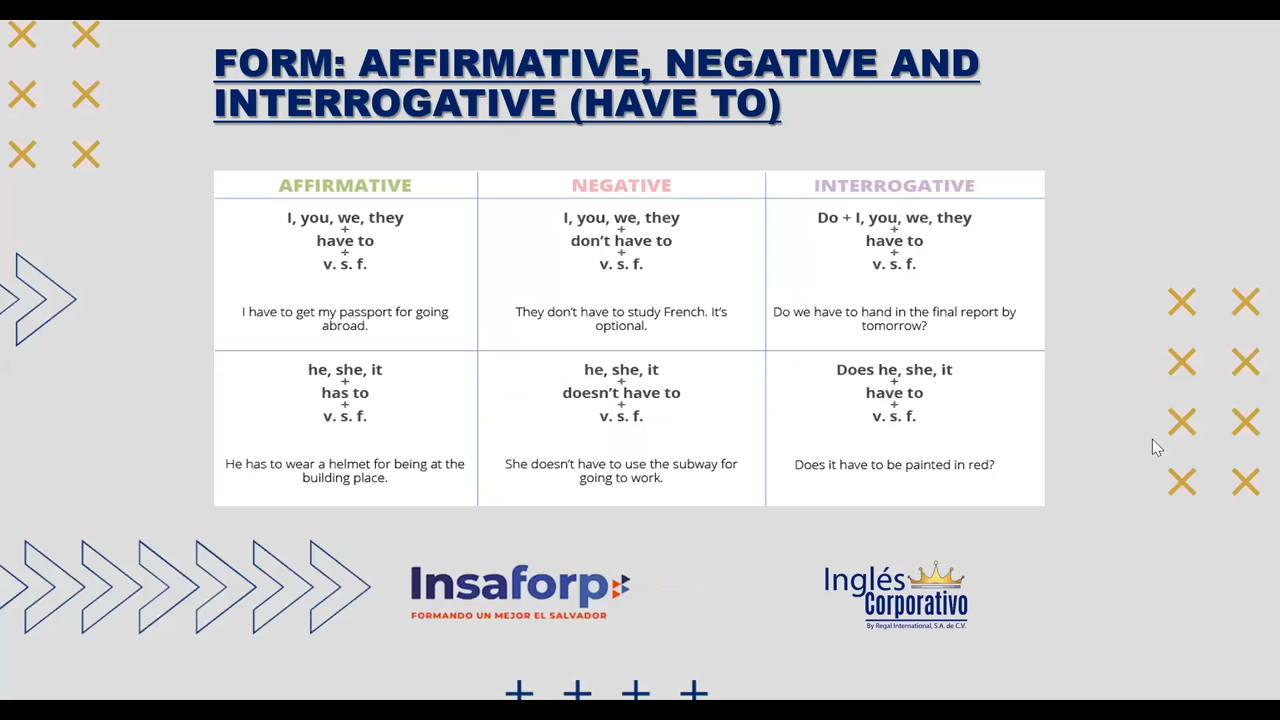 FORM: AFFIRMATIVE, NEGATIVE AND
INTERROGATIVE (HAVE TO)
AFFIRMATIVE
I, you, we, they
+
have to
+
v. s. f.
I have to get my passport for going
abroad.
he, she, it
+
has to
+
v. s. f.
He has to wear a helmet for being at the
building place.
NEGATIVE
I, you, we, they
+
don’t have to
+
v. s. f.
They don’t have to study French. It’s
optional.
he, she, it
+
doesn’t have to
+
v. s. f.
She doesn’t have to use the subway for
going to work.
INTERROGATIVE
Do + I, you, we, they
+
have to
+
v. s. f.
Do we have to hand in the final report by
tomorrow?
Does he, she, it
+
have to
+
v. s. f.
Does it have to be painted in red?
Insaforp
FORMANDO UN MEJOR EL SALVADOR
Inglés
Corporativo
By Regal International, S.A. de C.V.